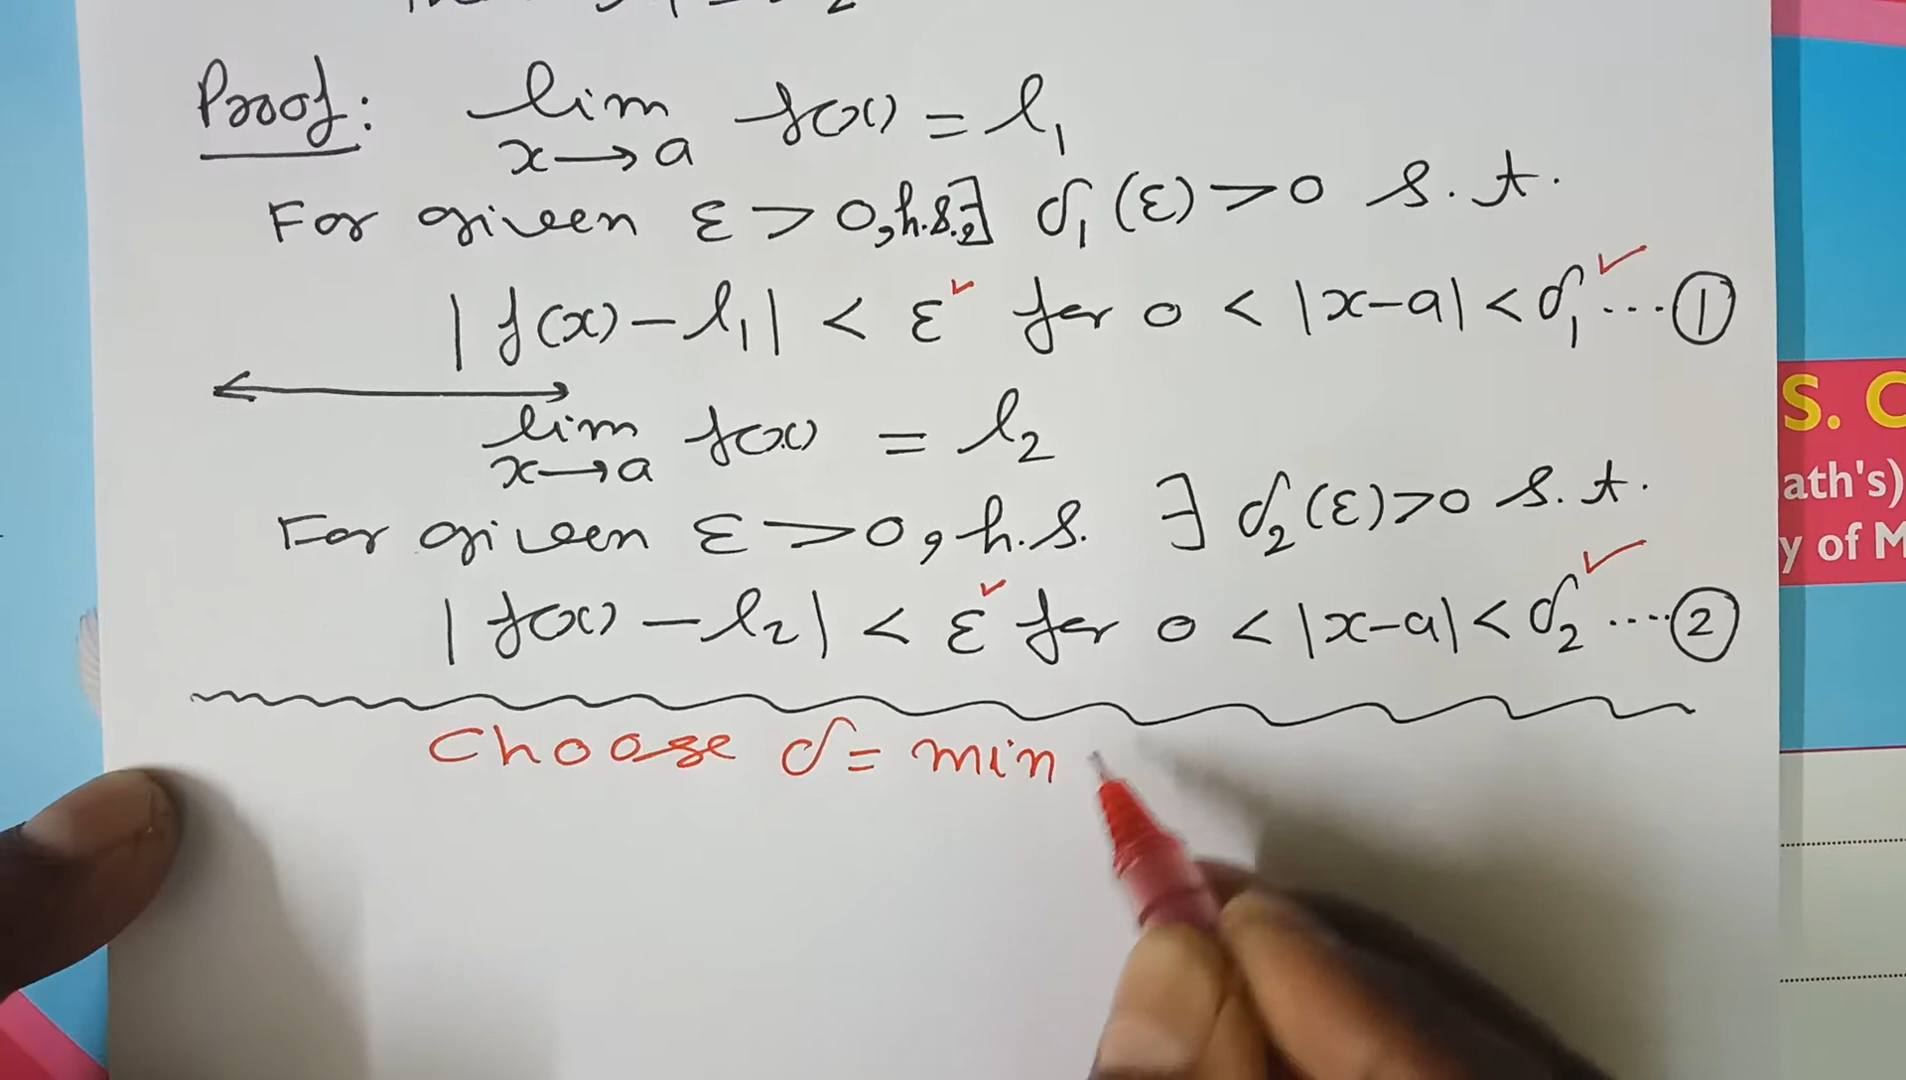 Proof: lim f(x) = l₁
x→a
For given ε > 0, h.s. ∃ δ₁(ε) > 0 s.t.
|f(x) - l₁| < ε for 0 < |x-a| < δ₁ ... ①
lim f(x) = l₂
x→a
For given ε > 0, h.s. ∃ δ₂(ε) > 0 s.t.
|f(x) - l₂| < ε for 0 < |x-a| < δ₂ .... ②
Choose δ = min
S. C
ath's)
y of M